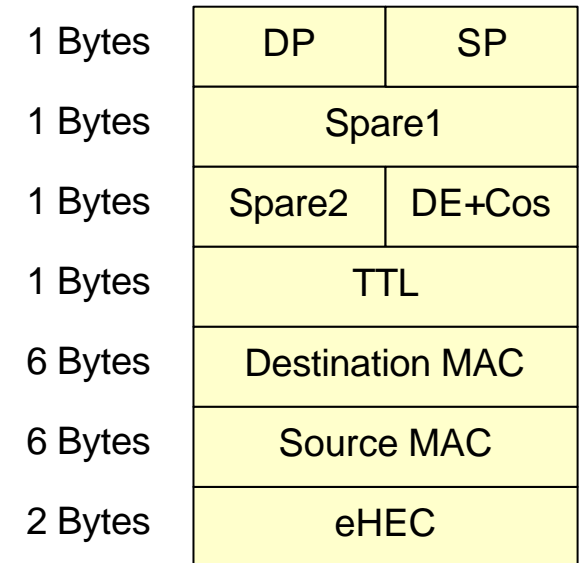 1 Bytes DP SP
1 Bytes Spare1
1 Bytes Spare2 DE+Cos
1 Bytes TTL
6 Bytes Destination MAC
6 Bytes Source MAC
2 Bytes eHEC